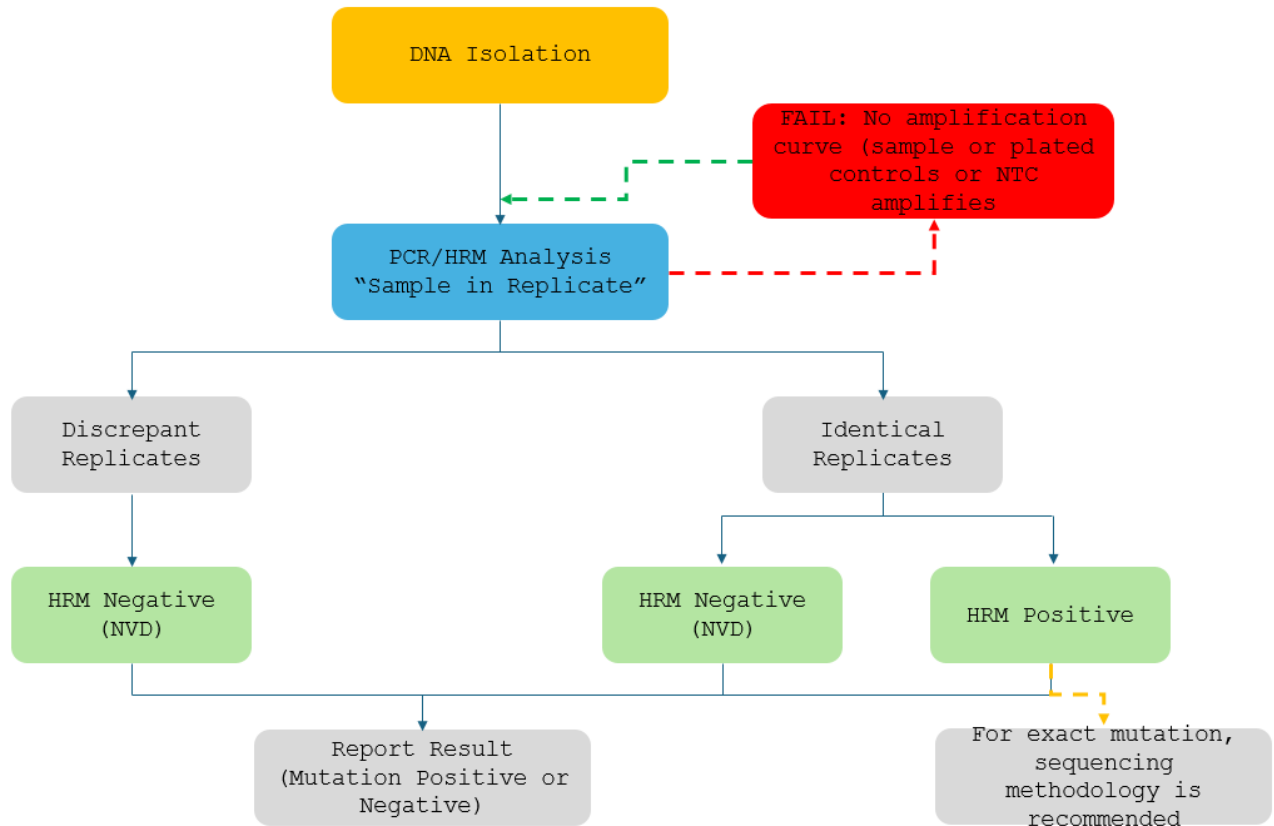 DNA Isolation
FAIL: No amplification
curve (sample or plated
controls or NTC
amplifies
PCR/HRM Analysis
“Sample in Replicate”
Discrepant
Replicates
Identical
Replicates
HRM Negative
(NVD)
HRM Negative
(NVD)
HRM Positive
Report Result
(Mutation Positive or
Negative)
For exact mutation,
sequencing
methodology is
recommended